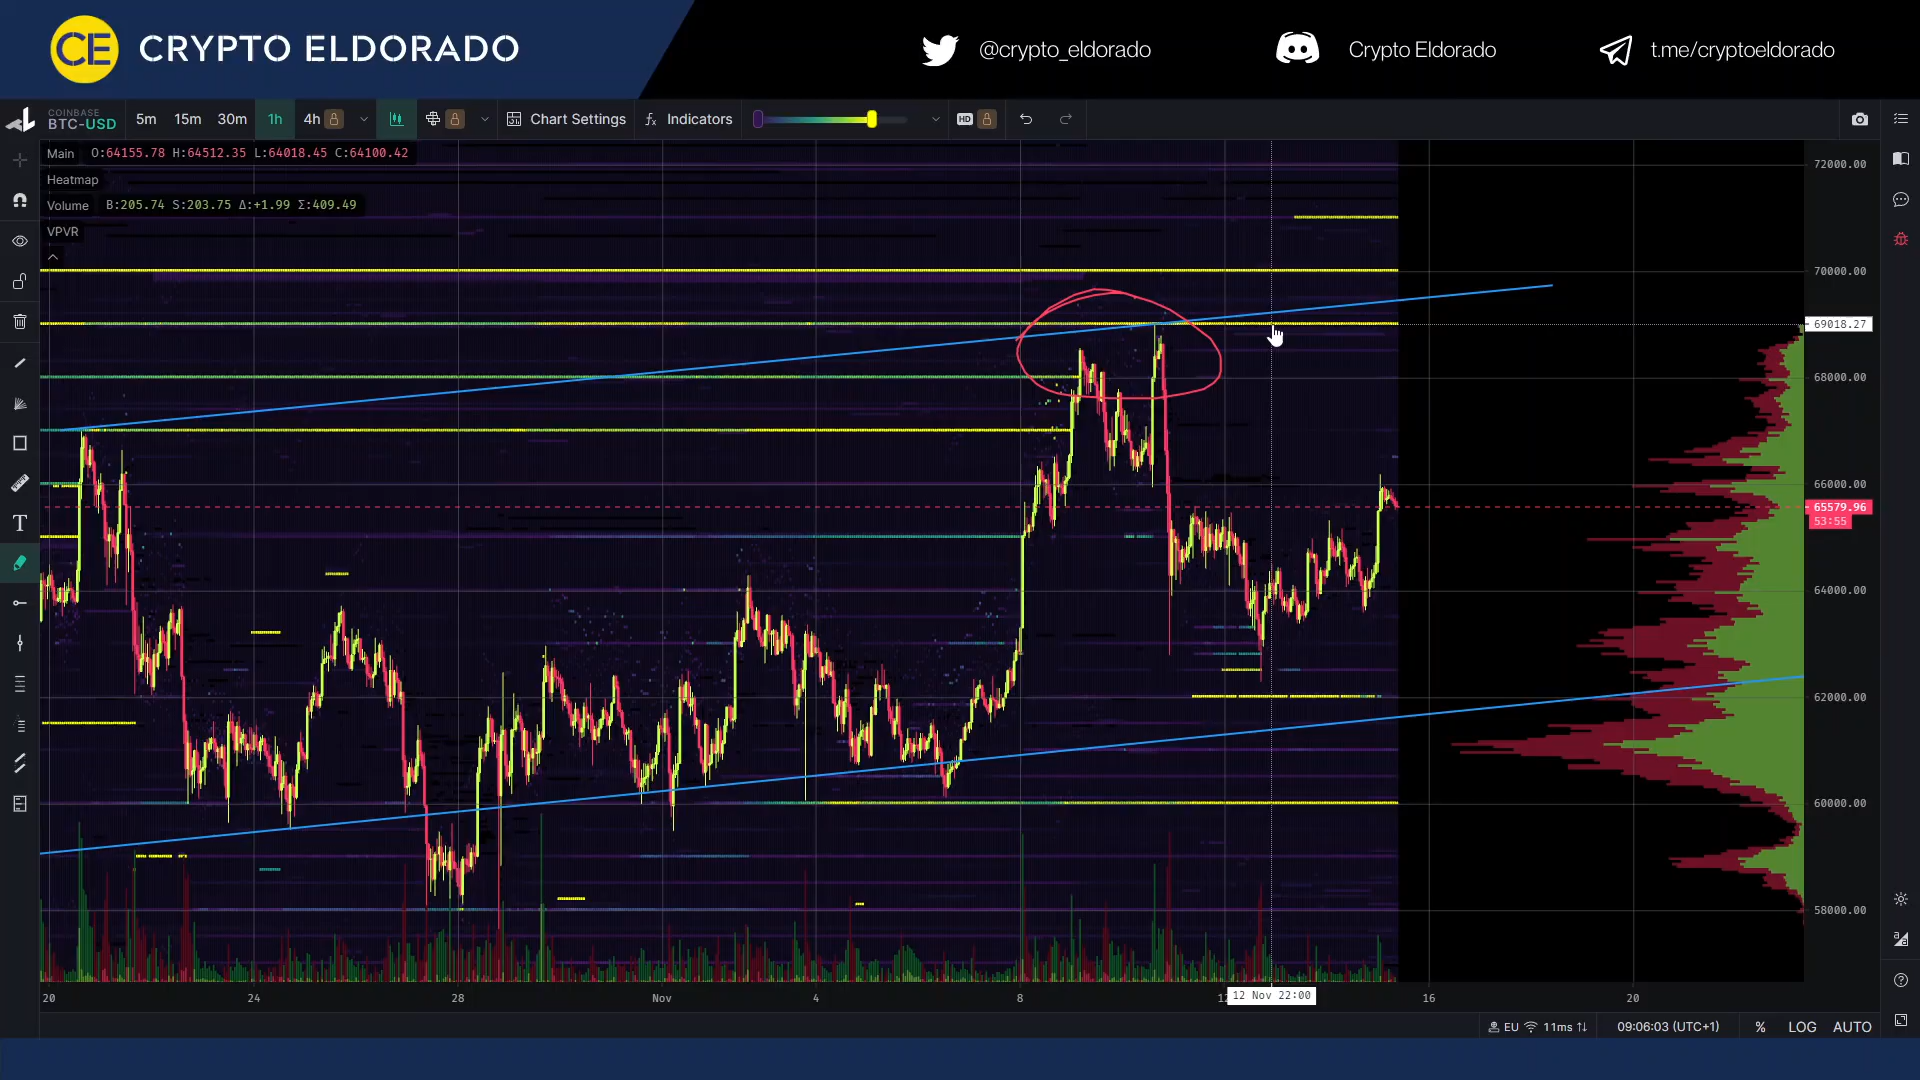 CE CRYPTO ELDORADO
@crypto_eldorado
Crypto Eldorado
t.me/cryptoeldorado
COINBASE
BTC-USD
5m 15m 30m 1h 4h
Chart Settings
fx Indicators
HD
Main O:64155.78 H:64512.35 L:64018.45 C:64100.42
Heatmap
Volume B:205.74 S:203.75 Δ:+1.99 Σ:409.49
VPVR
72000.00
70000.00
69018.27
68000.00
66000.00
65579.96
53:55
64000.00
62000.00
60000.00
58000.00
T
20 24 28 Nov 4 8 12 Nov 22:00 16 20
EU 11ms 09:06:03 (UTC+1) % LOG AUTO